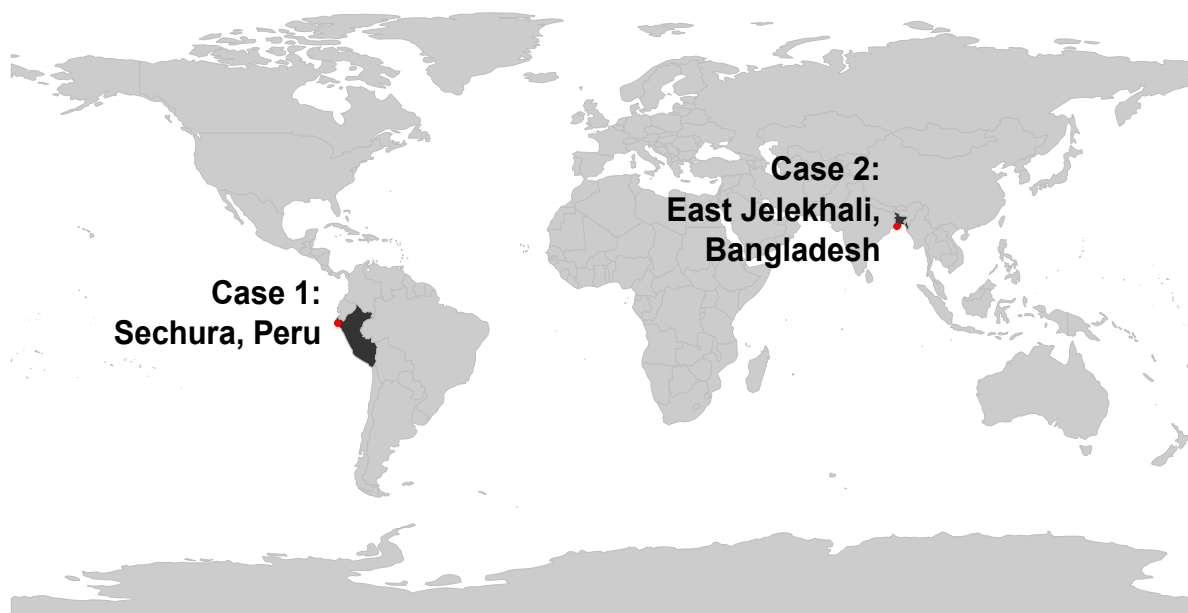 Case 1:
Sechura, Peru
Case 2:
East Jelekhali,
Bangladesh